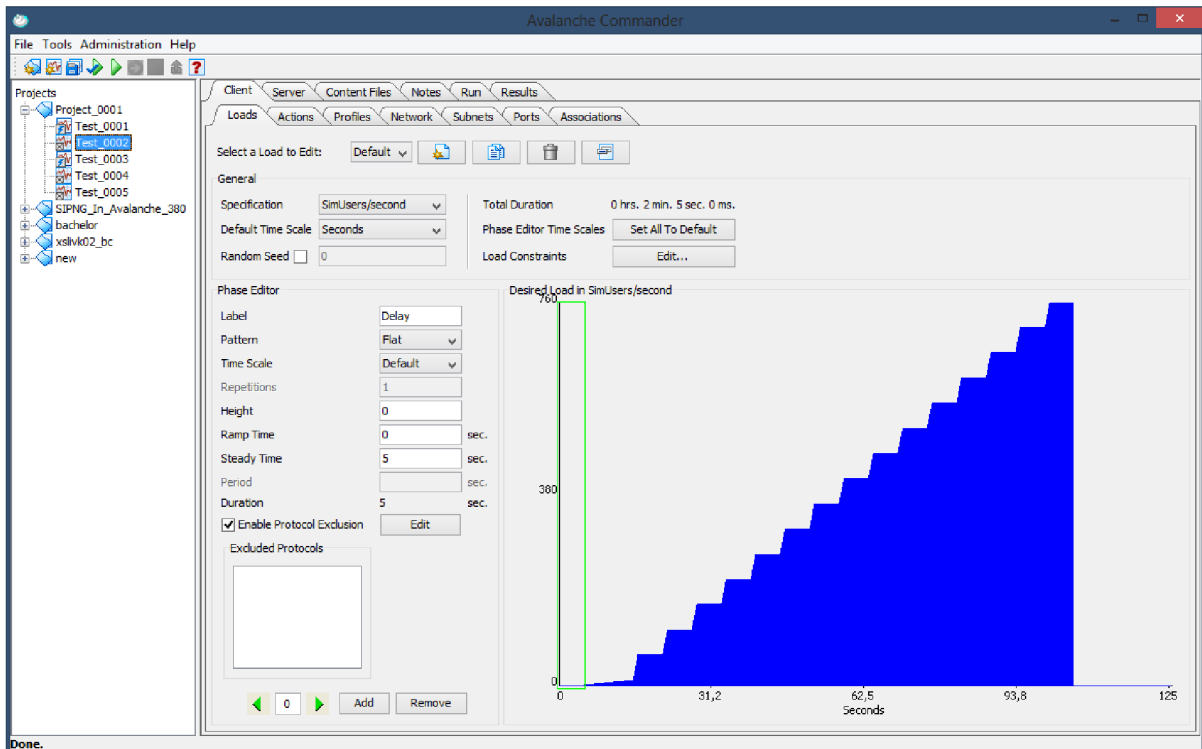 Avalanche Commander
File Tools Administration Help
Projects
Project_0001
Test_0001
Test_0002
Test_0003
Test_0004
Test_0005
SIPNG_In_Avalanche_380
bachelor
xslivk02_bc
new
Client Server Content Files Notes Run Results
Loads Actions Profiles Network Subnets Ports Associations
Select a Load to Edit: Default
General
Specification SimUsers/second Total Duration 0 hrs. 2 min. 5 sec. 0 ms.
Default Time Scale Seconds Phase Editor Time Scales Set All To Default
Random Seed 0 Load Constraints Edit...
Phase Editor
Label Delay
Pattern Flat
Time Scale Default
Repetitions 1
Height 0
Ramp Time 0 sec.
Steady Time 5 sec.
Period sec.
Duration 5 sec.
Enable Protocol Exclusion Edit
Excluded Protocols
0 Add Remove
Desired Load in SimUsers/second
760
380
0
0 31,2 62,5 93,8 125
Seconds
Done.